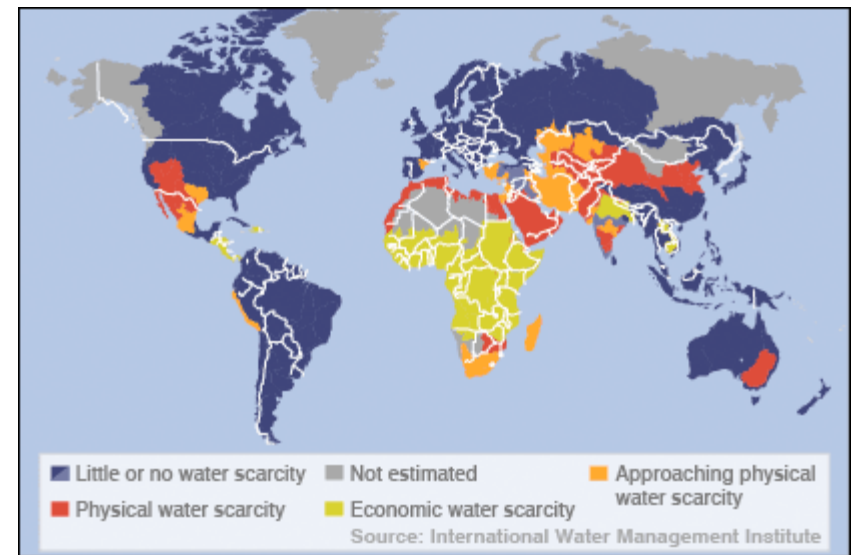 Little or no water scarcity
Not estimated
Approaching physical
water scarcity
Physical water scarcity
Economic water scarcity
Source: International Water Management Institute